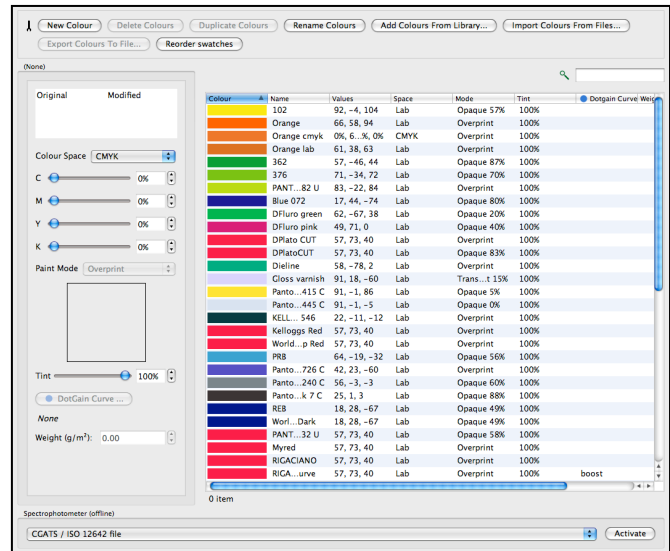 New Colour Delete Colours Duplicate Colours Rename Colours Add Colours From Library... Import Colours From Files...
Export Colours To File... Reorder swatches
(None)
Original Modified
Colour Space CMYK
C 0%
M 0%
Y 0%
K 0%
Paint Mode Overprint
Tint 100%
DotGain Curve ...
None
Weight (g/m²): 0.00
Colour Name Values Space Mode Tint Dotgain Curve Weig
102 92, -4, 104 Lab Opaque 57% 100%
Orange 66, 58, 94 Lab Overprint 100%
Orange cmyk 0%, 6...%, 0% CMYK Overprint 100%
Orange lab 61, 38, 63 Lab Overprint 100%
362 57, -46, 44 Lab Opaque 87% 100%
376 71, -34, 72 Lab Opaque 70% 100%
PANT...82 U 83, -22, 84 Lab Overprint 100%
Blue 072 17, 44, -74 Lab Opaque 80% 100%
DFluro green 62, -67, 38 Lab Opaque 20% 100%
DFluro pink 49, 71, 0 Lab Opaque 40% 100%
DPlato CUT 57, 73, 40 Lab Overprint 100%
DPlatoCUT 57, 73, 40 Lab Opaque 83% 100%
Dieline 58, -78, 2 Lab Overprint 100%
Gloss varnish 91, 18, -60 Lab Trans...t 15% 100%
Panto...415 C 91, -1, 86 Lab Opaque 5% 100%
Panto...445 C 91, -1, -5 Lab Opaque 0% 100%
KELL... 546 22, -11, -12 Lab Overprint 100%
Kelloggs Red 57, 73, 40 Lab Overprint 100%
World...p Red 57, 73, 40 Lab Overprint 100%
PRB 64, -19, -32 Lab Opaque 56% 100%
Panto...726 C 42, 23, -60 Lab Overprint 100%
Panto...240 C 56, -3, -3 Lab Opaque 60% 100%
Panto...k 7 C 25, 1, 3 Lab Opaque 88% 100%
REB 18, 28, -67 Lab Opaque 49% 100%
Worl...Dark 18, 28, -67 Lab Opaque 49% 100%
PANT...32 U 57, 73, 40 Lab Opaque 58% 100%
Myred 57, 73, 40 Lab Overprint 100%
RIGACIANO 57, 73, 40 Lab Overprint 100%
RIGA...urve 57, 73, 40 Lab Overprint 100% boost
0 item
Spectrophotometer (offline)
CGATS / ISO 12642 file Activate